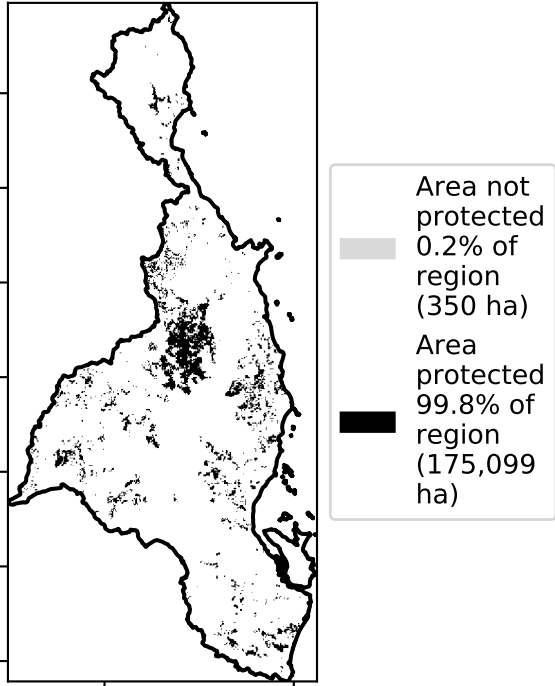 Area not
protected
0.2% of
region
(350 ha)
Area
protected
99.8% of
region
(175,099
ha)